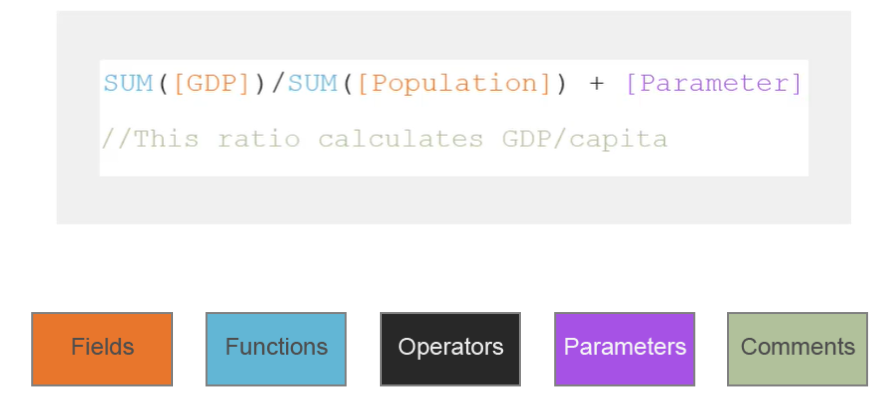 SUM([GDP])/SUM([Population]) + [Parameter]
//This ratio calculates GDP/capita
Fields Functions Operators Parameters Comments